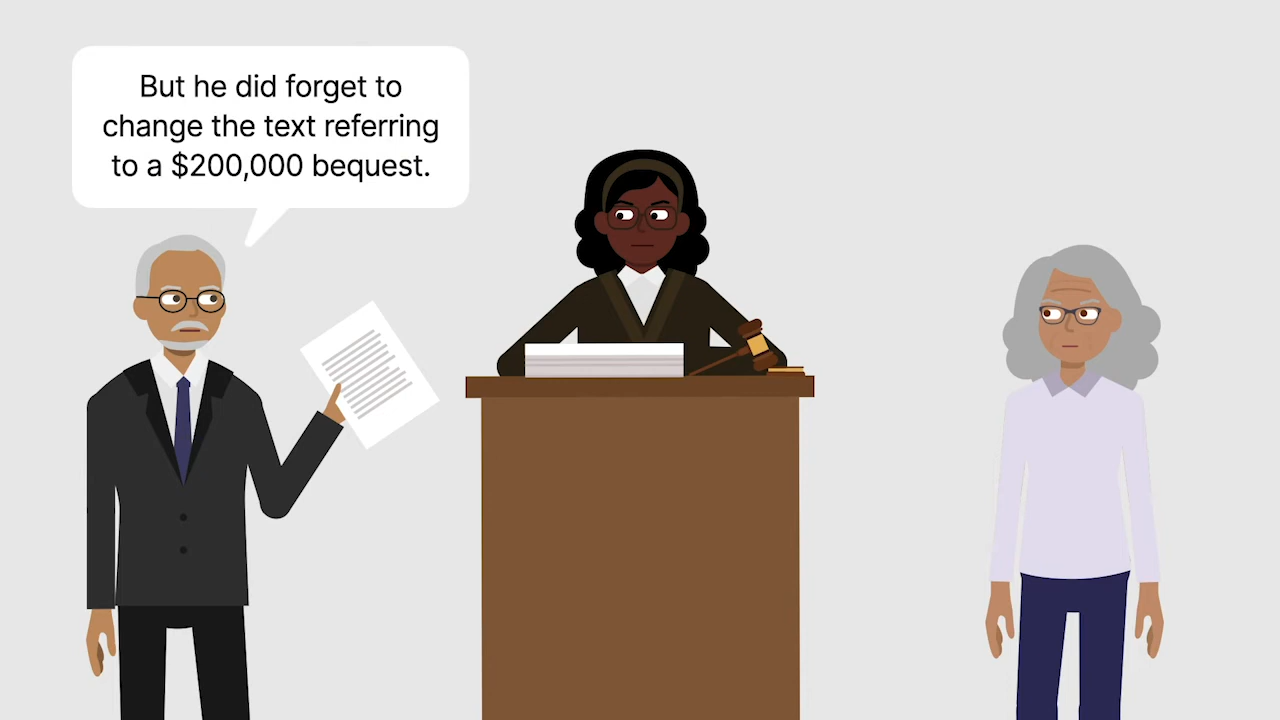 But he did forget to
change the text referring
to a $200,000 bequest.